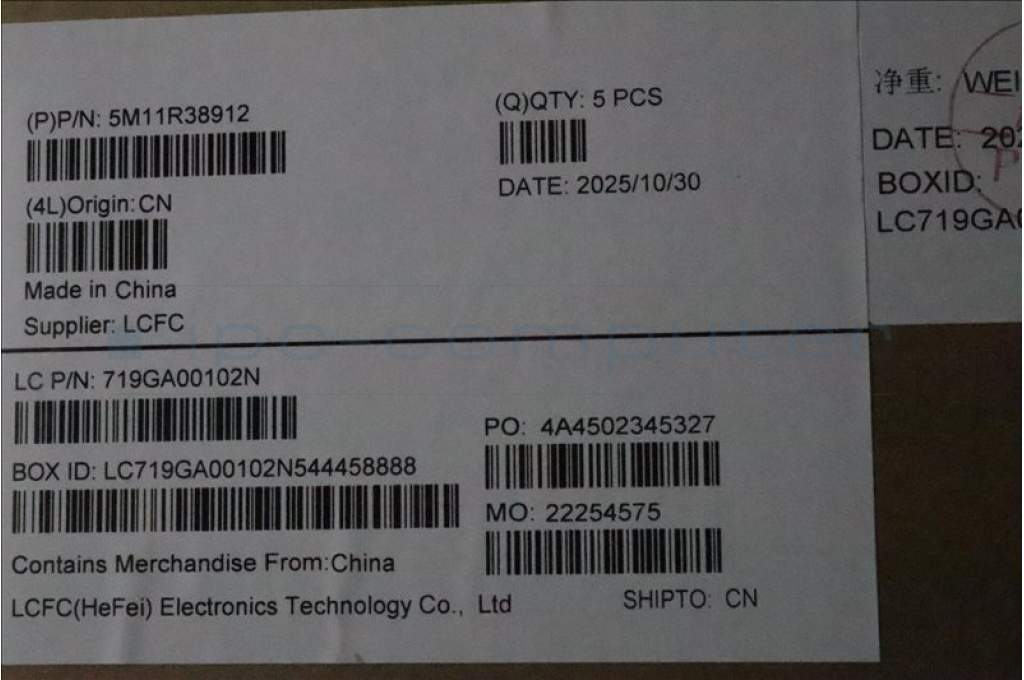 (P)P/N: 5M11R38912
(Q)QTY: 5 PCS
DATE: 2025/10/30
(4L)Origin:CN
Made in China
Supplier: LCFC
LC P/N: 719GA00102N
BOX ID: LC719GA00102N544458888
PO: 4A4502345327
MO: 22254575
Contains Merchandise From:China
LCFC(HeFei) Electronics Technology Co., Ltd
SHIPTO: CN
净重: WEI
DATE: 202
BOXID:
LC719GA0